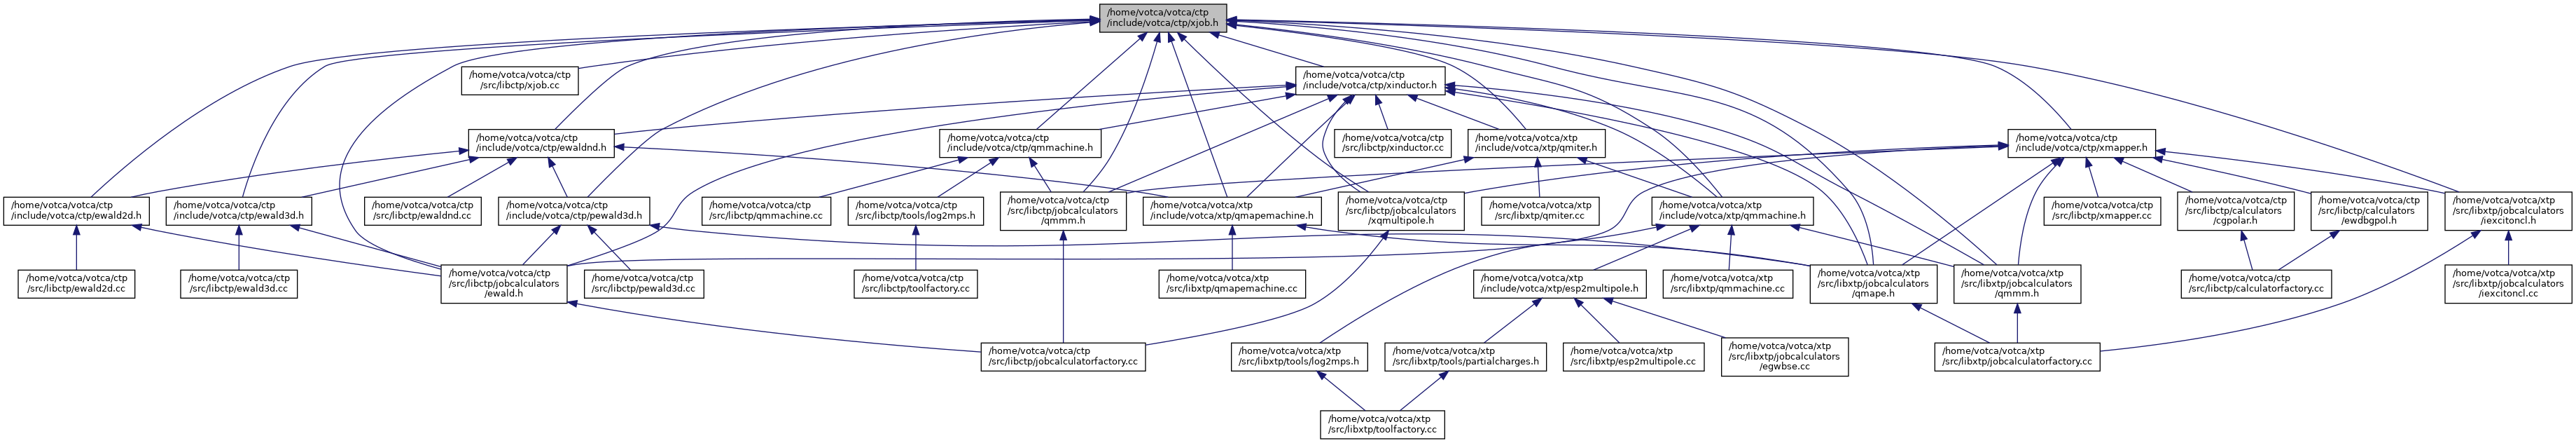 /home/votca/votca/ctp
/include/votca/ctp/xjob.h
/home/votca/votca/ctp
/src/libctp/xjob.cc
/home/votca/votca/ctp
/include/votca/ctp/xinductor.h
/home/votca/votca/ctp
/include/votca/ctp/ewaldnd.h
/home/votca/votca/ctp
/include/votca/ctp/qmmachine.h
/home/votca/votca/ctp
/src/libctp/xinductor.cc
/home/votca/votca/xtp
/include/votca/xtp/qmiter.h
/home/votca/votca/ctp
/include/votca/ctp/xmapper.h
/home/votca/votca/ctp
/include/votca/ctp/ewald2d.h
/home/votca/votca/ctp
/include/votca/ctp/ewald3d.h
/home/votca/votca/ctp
/src/libctp/ewaldnd.cc
/home/votca/votca/ctp
/include/votca/ctp/pewald3d.h
/home/votca/votca/ctp
/src/libctp/qmmachine.cc
/home/votca/votca/ctp
/src/libctp/tools/log2mps.h
/home/votca/votca/ctp
/src/libctp/jobcalculators
/qmmm.h
/home/votca/votca/xtp
/include/votca/xtp/qmapemachine.h
/home/votca/votca/ctp
/src/libctp/jobcalculators
/xqmultipole.h
/home/votca/votca/xtp
/src/libxtp/qmiter.cc
/home/votca/votca/xtp
/include/votca/xtp/qmmachine.h
/home/votca/votca/ctp
/src/libctp/xmapper.cc
/home/votca/votca/ctp
/src/libctp/calculators
/cgpolar.h
/home/votca/votca/ctp
/src/libctp/calculators
/ewdbgpol.h
/home/votca/votca/xtp
/src/libxtp/jobcalculators
/iexcitoncl.h
/home/votca/votca/ctp
/src/libctp/ewald2d.cc
/home/votca/votca/ctp
/src/libctp/ewald3d.cc
/home/votca/votca/ctp
/src/libctp/jobcalculators
/ewald.h
/home/votca/votca/ctp
/src/libctp/pewald3d.cc
/home/votca/votca/ctp
/src/libctp/toolfactory.cc
/home/votca/votca/xtp
/src/libxtp/qmapemachine.cc
/home/votca/votca/xtp
/include/votca/xtp/esp2multipole.h
/home/votca/votca/xtp
/src/libxtp/qmmachine.cc
/home/votca/votca/xtp
/src/libxtp/jobcalculators
/qmape.h
/home/votca/votca/xtp
/src/libxtp/jobcalculators
/qmmm.h
/home/votca/votca/ctp
/src/libctp/calculatorfactory.cc
/home/votca/votca/xtp
/src/libxtp/jobcalculators
/iexcitoncl.cc
/home/votca/votca/ctp
/src/libctp/jobcalculatorfactory.cc
/home/votca/votca/xtp
/src/libxtp/tools/log2mps.h
/home/votca/votca/xtp
/src/libxtp/tools/partialcharges.h
/home/votca/votca/xtp
/src/libxtp/esp2multipole.cc
/home/votca/votca/xtp
/src/libxtp/jobcalculators
/egwbse.cc
/home/votca/votca/xtp
/src/libxtp/jobcalculatorfactory.cc
/home/votca/votca/xtp
/src/libxtp/toolfactory.cc